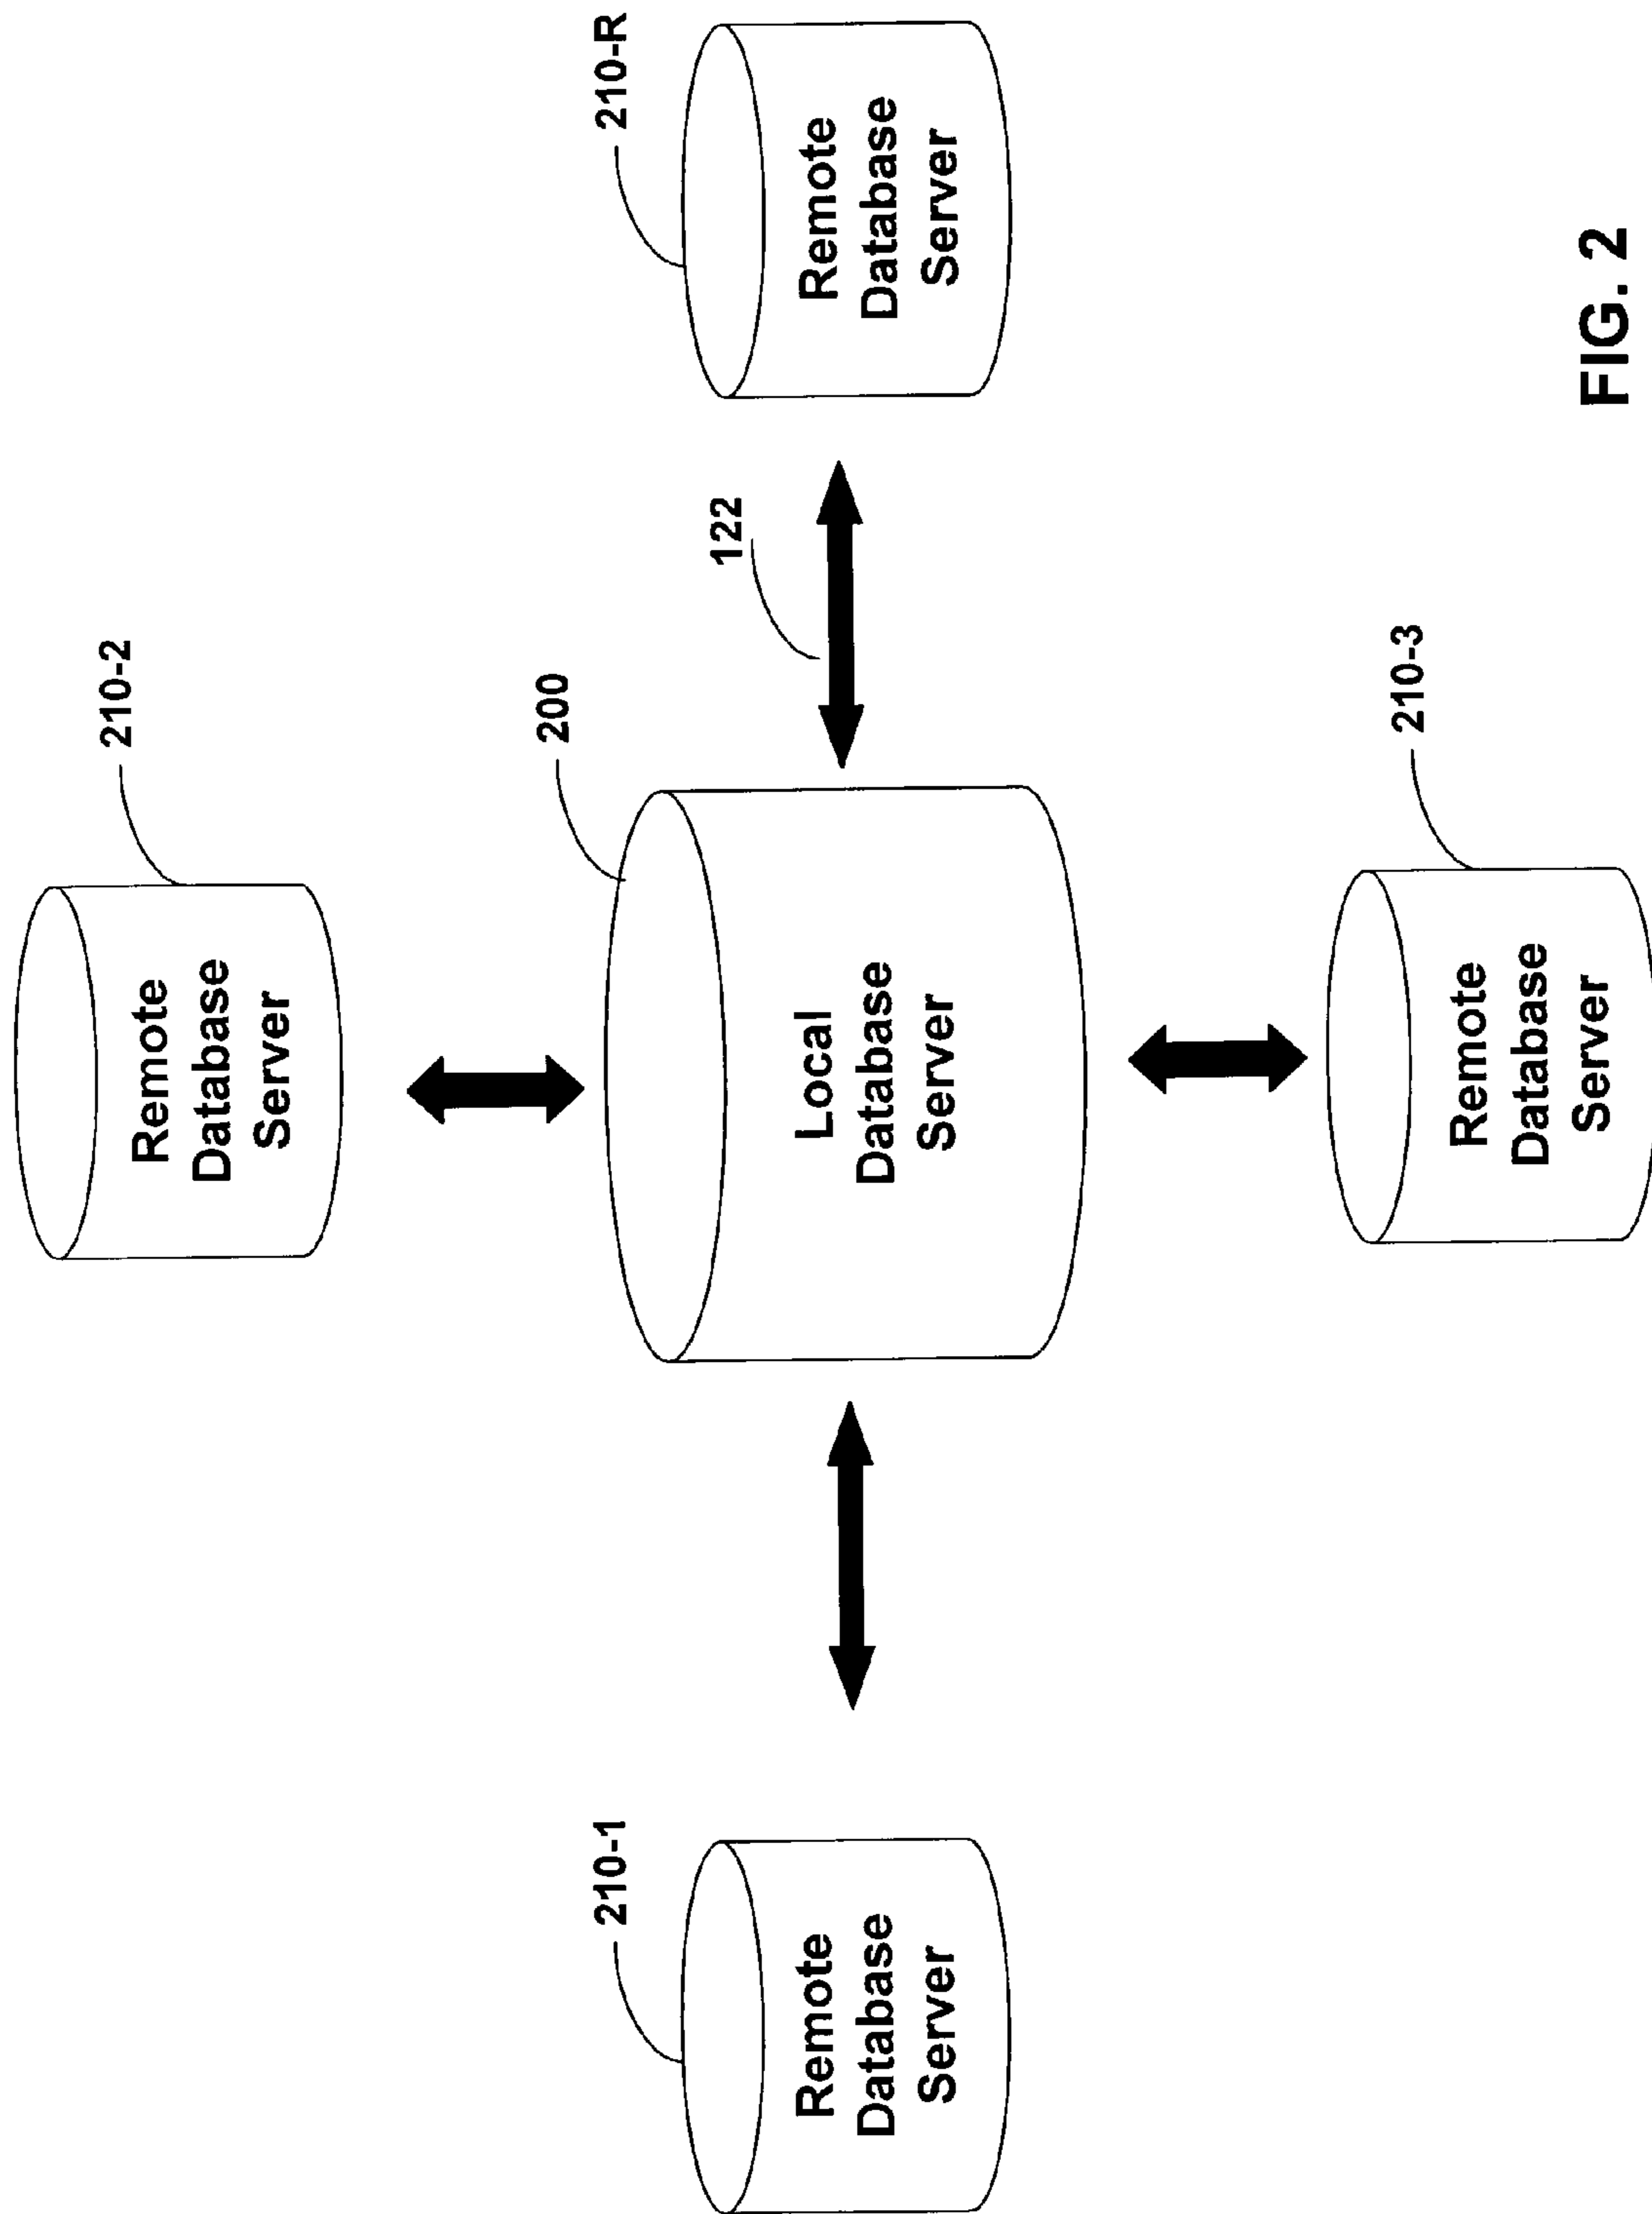 210-2
Remote
Database
Server
200
210-1
Remote
Database
Server
Local
Database
Server
122
210-R
Remote
Database
Server
210-3
Remote
Database
Server
FIG. 2